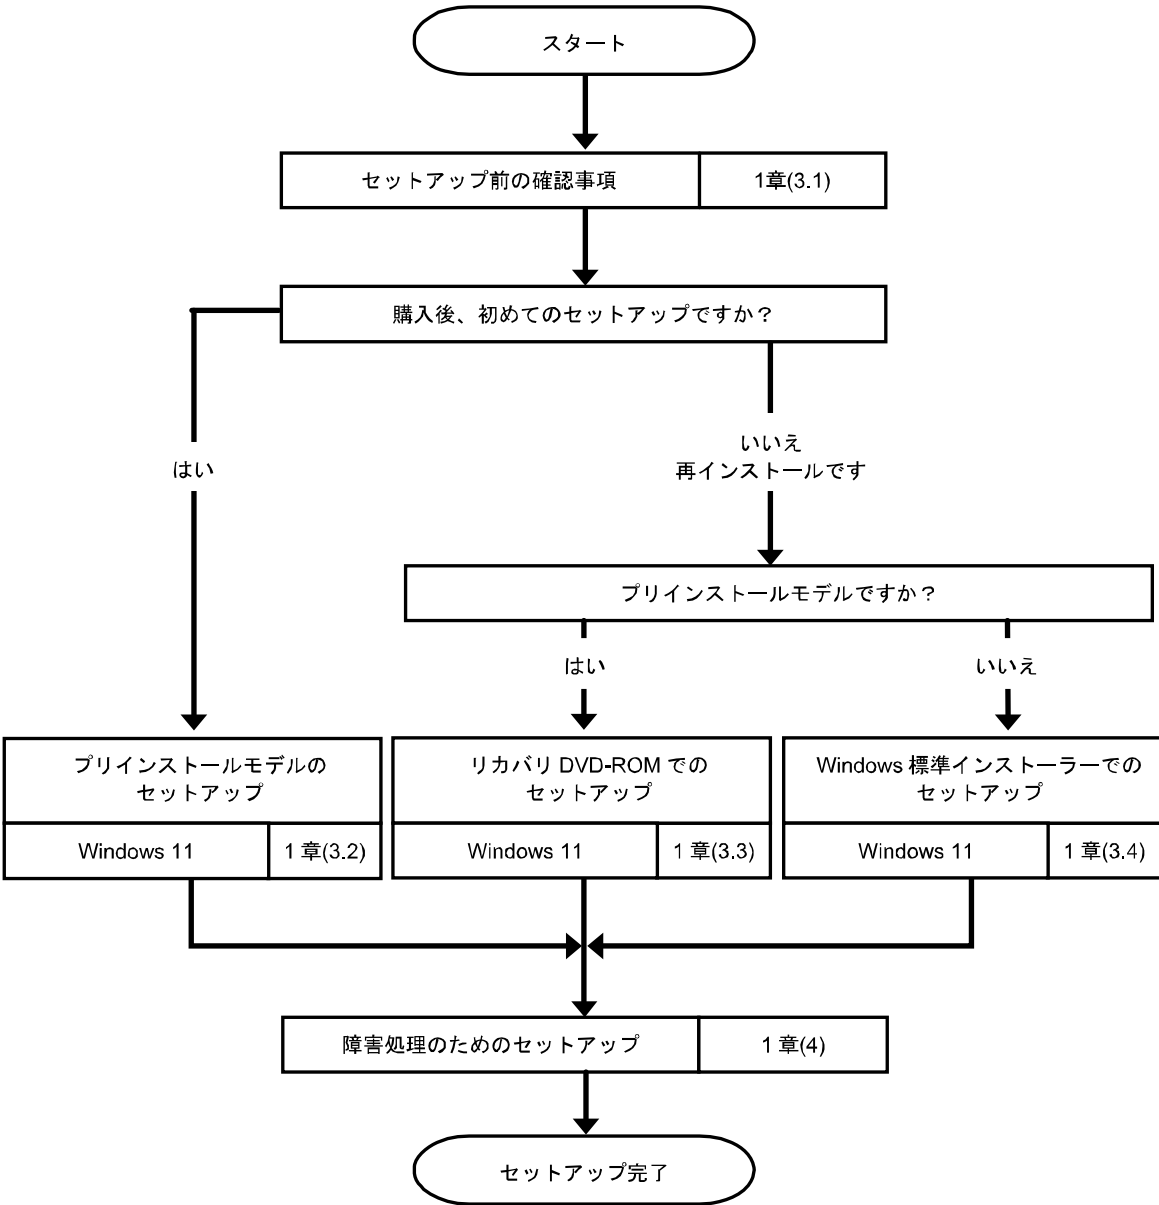 スタート
セットアップ前の確認事項
1章(3.1)
購入後、初めてのセットアップですか？
はい
いいえ
再インストールです
プリインストールモデルですか？
はい
いいえ
プリインストールモデルの
セットアップ
Windows 11
1 章(3.2)
リカバリ DVD-ROM での
セットアップ
Windows 11
1 章(3.3)
Windows 標準インストーラーでの
セットアップ
Windows 11
1 章(3.4)
障害処理のためのセットアップ
1 章(4)
セットアップ完了